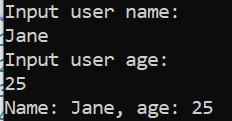 Input user name:
Jane
Input user age:
25
Name: Jane, age: 25